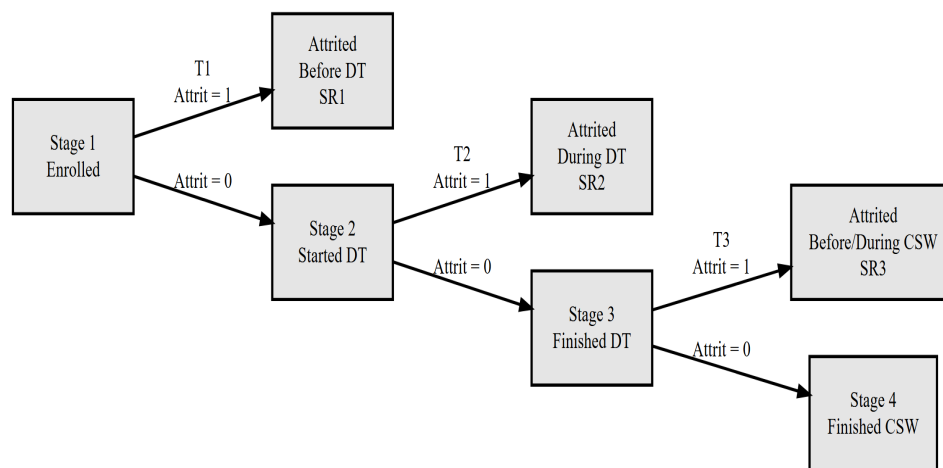 Stage 1
Enrolled
T1
Attrit = 1
Attrit = 0
Attrited
Before DT
SR1
Stage 2
Started DT
T2
Attrit = 1
Attrit = 0
Attrited
During DT
SR2
Stage 3
Finished DT
T3
Attrit = 1
Attrit = 0
Attrited
Before/During CSW
SR3
Stage 4
Finished CSW